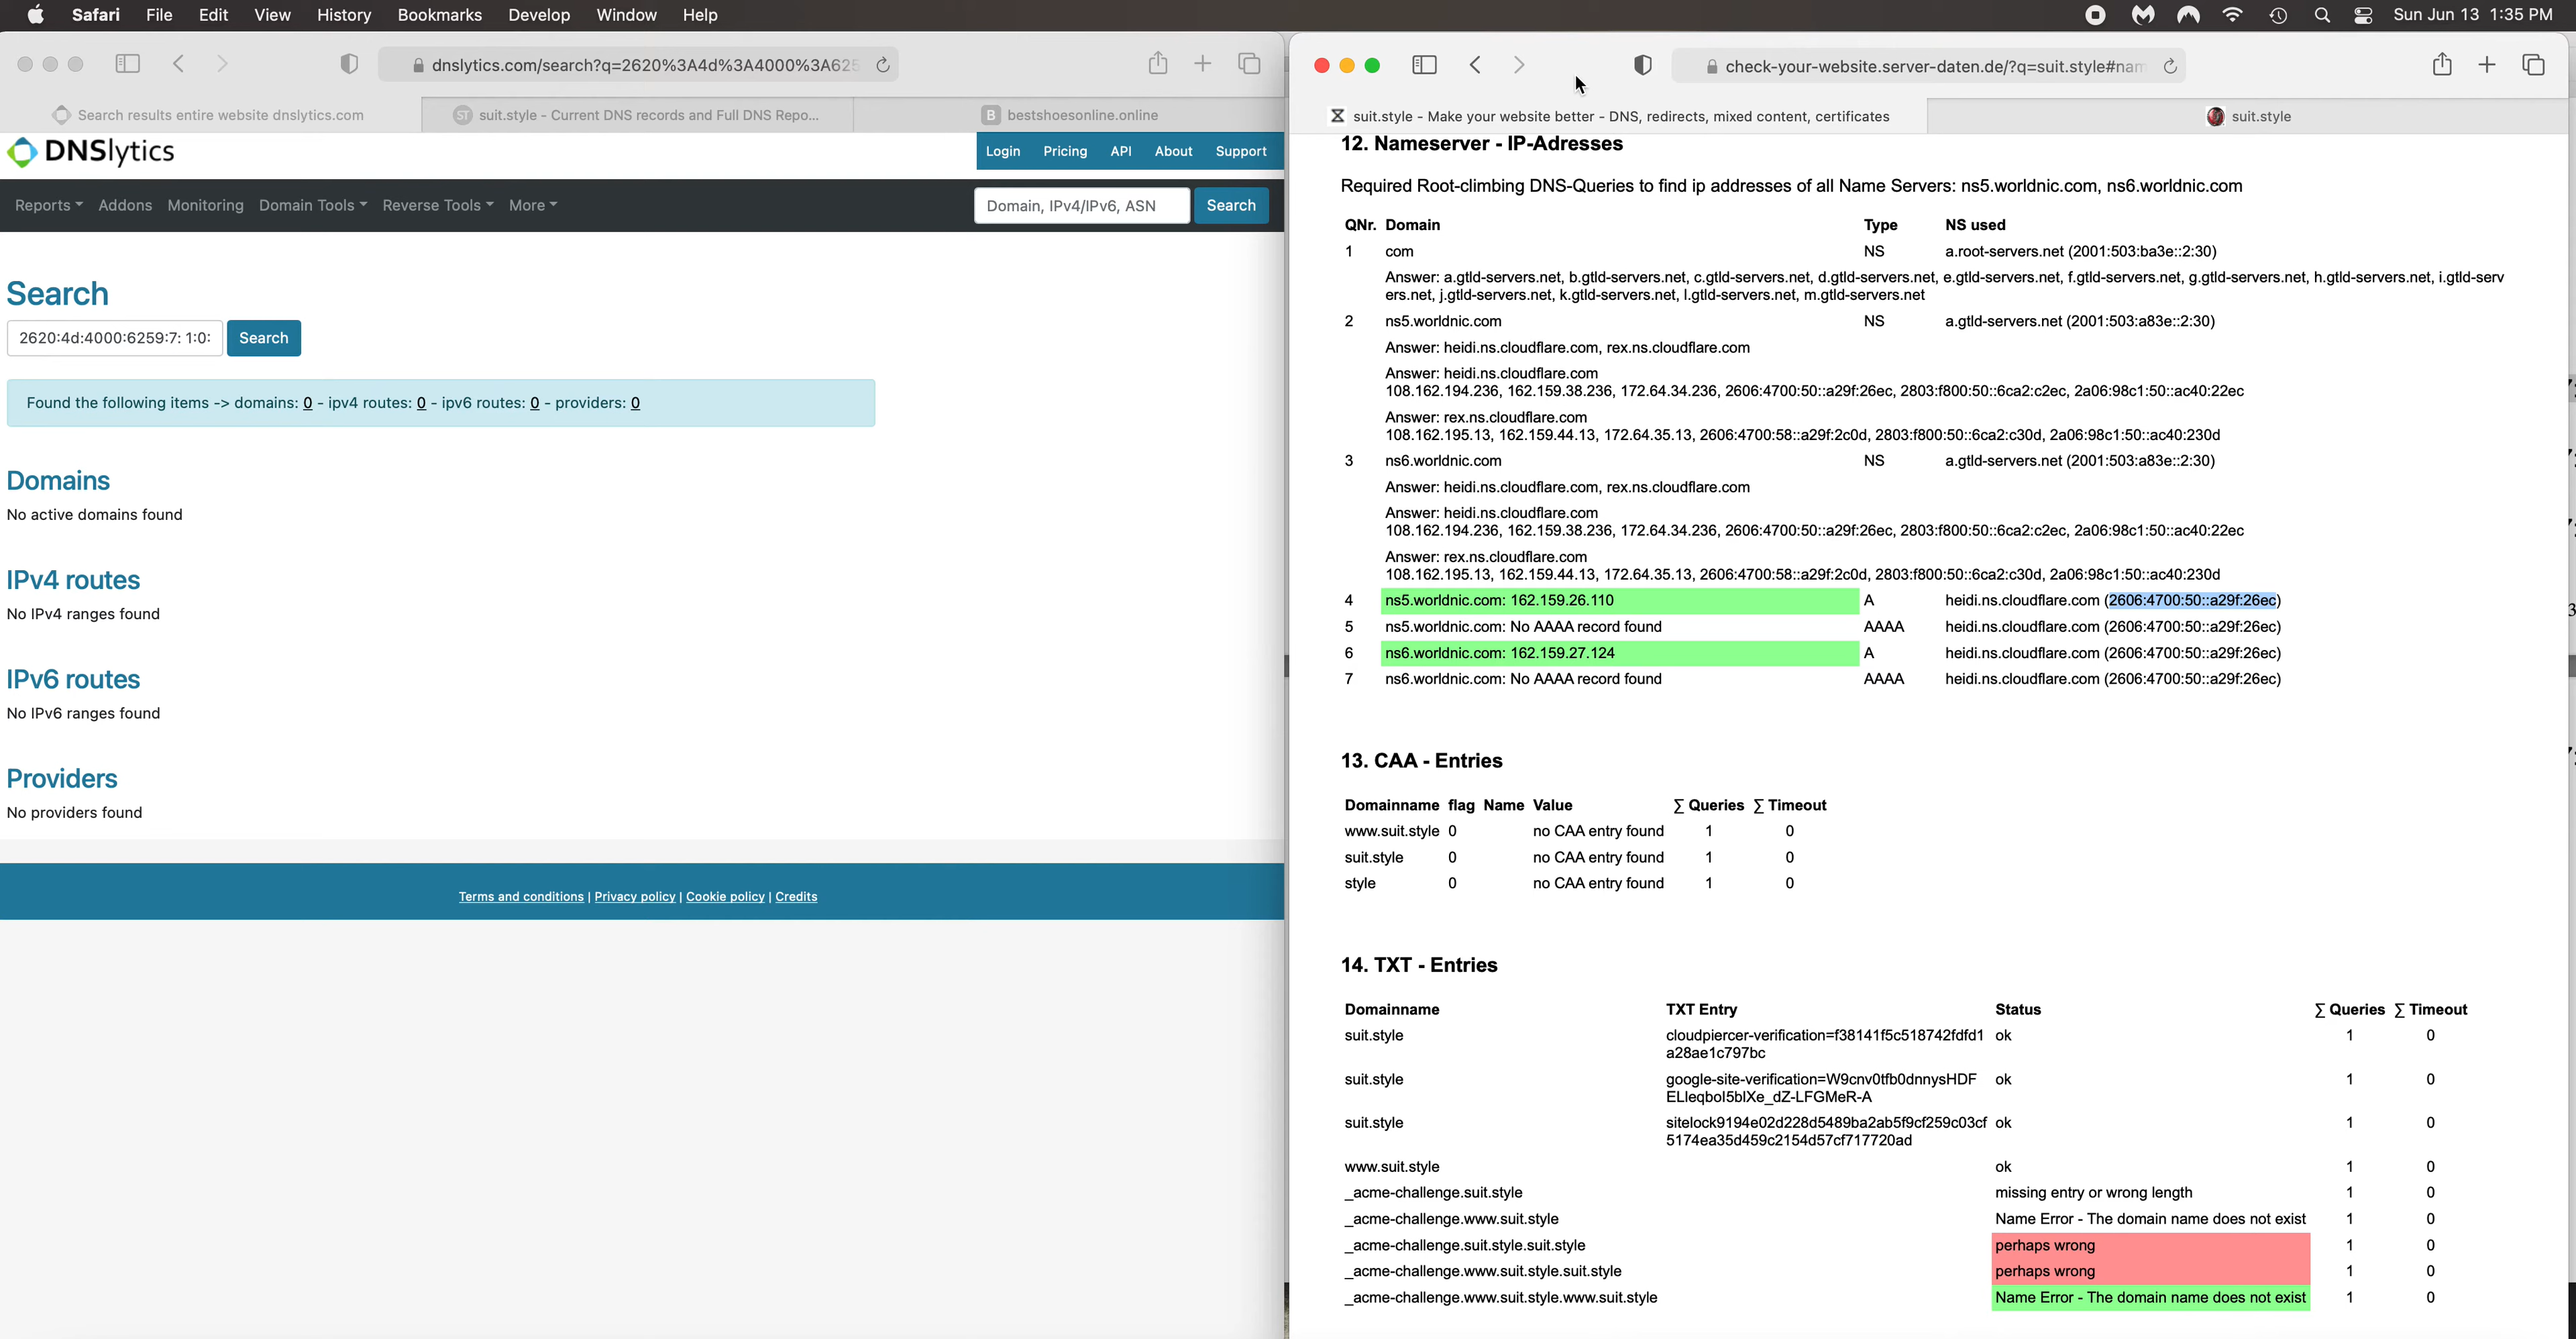 Safari File Edit View History Bookmarks Develop Window Help
Sun Jun 13 1:35 PM
dnslytics.com/search?q=2620%3A4d%3A4000%3A625
Search results entire website dnslytics.com
ST suit.style - Current DNS records and Full DNS Repo...
B bestshoesonline.online
DNSlytics
Login Pricing API About Support
Reports Addons Monitoring Domain Tools Reverse Tools More
Domain, IPv4/IPv6, ASN Search
Search
2620:4d:4000:6259:7: 1:0: Search
Found the following items -> domains: 0 - ipv4 routes: 0 - ipv6 routes: 0 - providers: 0
Domains
No active domains found
IPv4 routes
No IPv4 ranges found
IPv6 routes
No IPv6 ranges found
Providers
No providers found
Terms and conditions | Privacy policy | Cookie policy | Credits
check-your-website.server-daten.de/?q=suit.style#nam
suit.style - Make your website better - DNS, redirects, mixed content, certificates
suit.style
12. Nameserver - IP-Adresses
Required Root-climbing DNS-Queries to find ip addresses of all Name Servers: ns5.worldnic.com, ns6.worldnic.com
QNr. Domain Type NS used
1 com NS a.root-servers.net (2001:503:ba3e::2:30)
Answer: a.gtld-servers.net, b.gtld-servers.net, c.gtld-servers.net, d.gtld-servers.net, e.gtld-servers.net, f.gtld-servers.net, g.gtld-servers.net, h.gtld-servers.net, i.gtld-serv
ers.net, j.gtld-servers.net, k.gtld-servers.net, l.gtld-servers.net, m.gtld-servers.net
2 ns5.worldnic.com NS a.gtld-servers.net (2001:503:a83e::2:30)
Answer: heidi.ns.cloudflare.com, rex.ns.cloudflare.com
Answer: heidi.ns.cloudflare.com
108.162.194.236, 162.159.38.236, 172.64.34.236, 2606:4700:50::a29f:26ec, 2803:f800:50::6ca2:c2ec, 2a06:98c1:50::ac40:22ec
Answer: rex.ns.cloudflare.com
108.162.195.13, 162.159.44.13, 172.64.35.13, 2606:4700:58::a29f:2c0d, 2803:f800:50::6ca2:c30d, 2a06:98c1:50::ac40:230d
3 ns6.worldnic.com NS a.gtld-servers.net (2001:503:a83e::2:30)
Answer: heidi.ns.cloudflare.com, rex.ns.cloudflare.com
Answer: heidi.ns.cloudflare.com
108.162.194.236, 162.159.38.236, 172.64.34.236, 2606:4700:50::a29f:26ec, 2803:f800:50::6ca2:c2ec, 2a06:98c1:50::ac40:22ec
Answer: rex.ns.cloudflare.com
108.162.195.13, 162.159.44.13, 172.64.35.13, 2606:4700:58::a29f:2c0d, 2803:f800:50::6ca2:c30d, 2a06:98c1:50::ac40:230d
4 ns5.worldnic.com: 162.159.26.110 A heidi.ns.cloudflare.com (2606:4700:50::a29f:26ec)
5 ns5.worldnic.com: No AAAA record found AAAA heidi.ns.cloudflare.com (2606:4700:50::a29f:26ec)
6 ns6.worldnic.com: 162.159.27.124 A heidi.ns.cloudflare.com (2606:4700:50::a29f:26ec)
7 ns6.worldnic.com: No AAAA record found AAAA heidi.ns.cloudflare.com (2606:4700:50::a29f:26ec)
13. CAA - Entries
Domainname flag Name Value ∑ Queries ∑ Timeout
www.suit.style 0 no CAA entry found 1 0
suit.style 0 no CAA entry found 1 0
style 0 no CAA entry found 1 0
14. TXT - Entries
Domainname TXT Entry Status ∑ Queries ∑ Timeout
suit.style cloudpiercer-verification=f38141f5c518742fdfd1 ok 1 0
a28ae1c797bc
suit.style google-site-verification=W9cnv0tfb0dnnysHDF ok 1 0
ELleqbol5blXe_dZ-LFGMeR-A
suit.style sitelock9194e02d228d5489ba2ab5f9cf259c03cf ok 1 0
5174ea35d459c2154d57cf717720ad
www.suit.style ok 1 0
_acme-challenge.suit.style missing entry or wrong length 1 0
_acme-challenge.www.suit.style Name Error - The domain name does not exist 1 0
_acme-challenge.suit.style.suit.style perhaps wrong 1 0
_acme-challenge.www.suit.style.suit.style perhaps wrong 1 0
_acme-challenge.www.suit.style.www.suit.style Name Error - The domain name does not exist 1 0